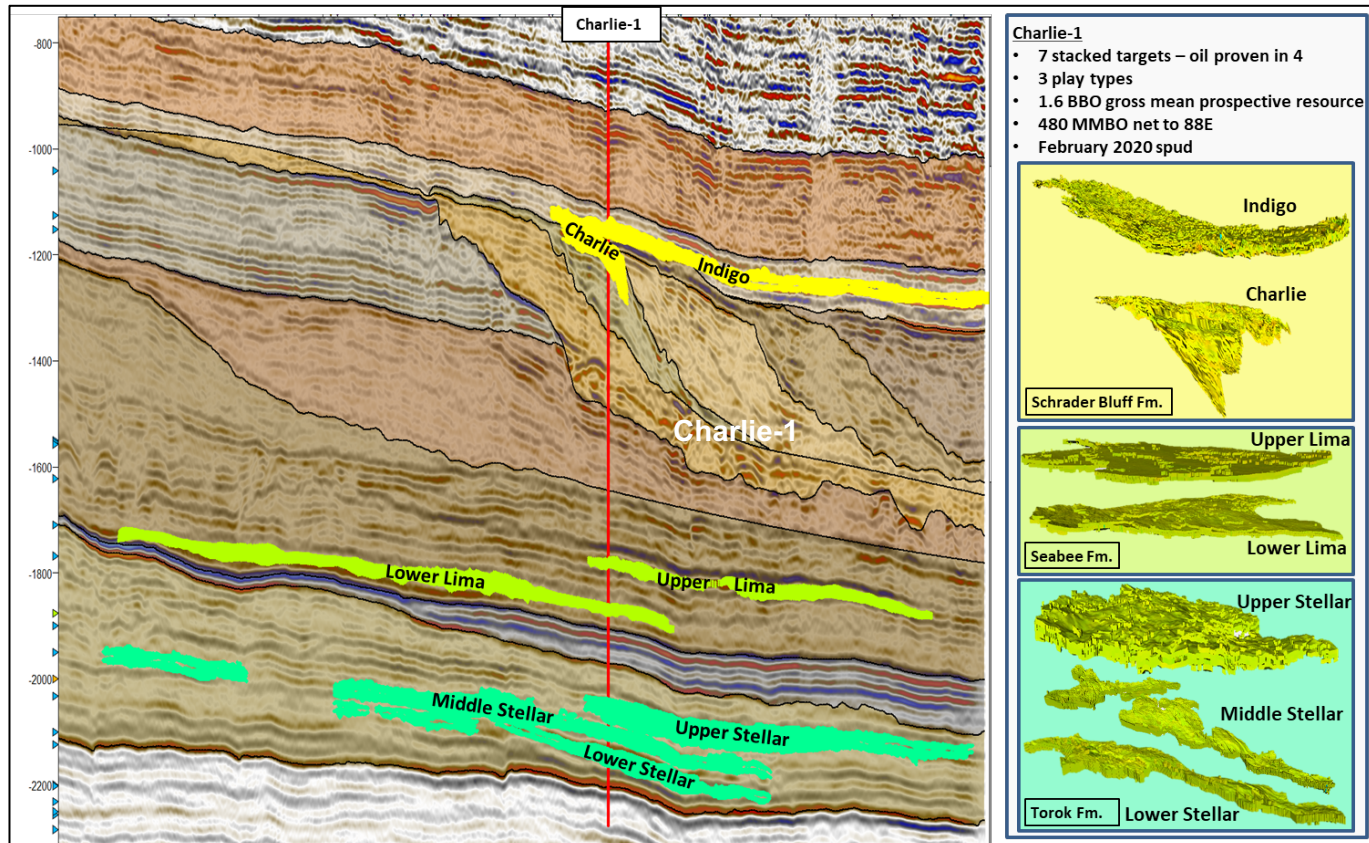 Charlie-1
-800
-1000
-1200
-1400
-1600
-1800
-2000
-2200
Charlie
Indigo
Charlie-1
Lower Lima
Upper Lima
Middle Stellar
Upper Stellar
Lower Stellar
Charlie-1
• 7 stacked targets – oil proven in 4
• 3 play types
• 1.6 BBO gross mean prospective resource
• 480 MMBO net to 88E
• February 2020 spud
Indigo
Charlie
Schrader Bluff Fm.
Upper Lima
Lower Lima
Seabee Fm.
Upper Stellar
Middle Stellar
Lower Stellar
Torok Fm.